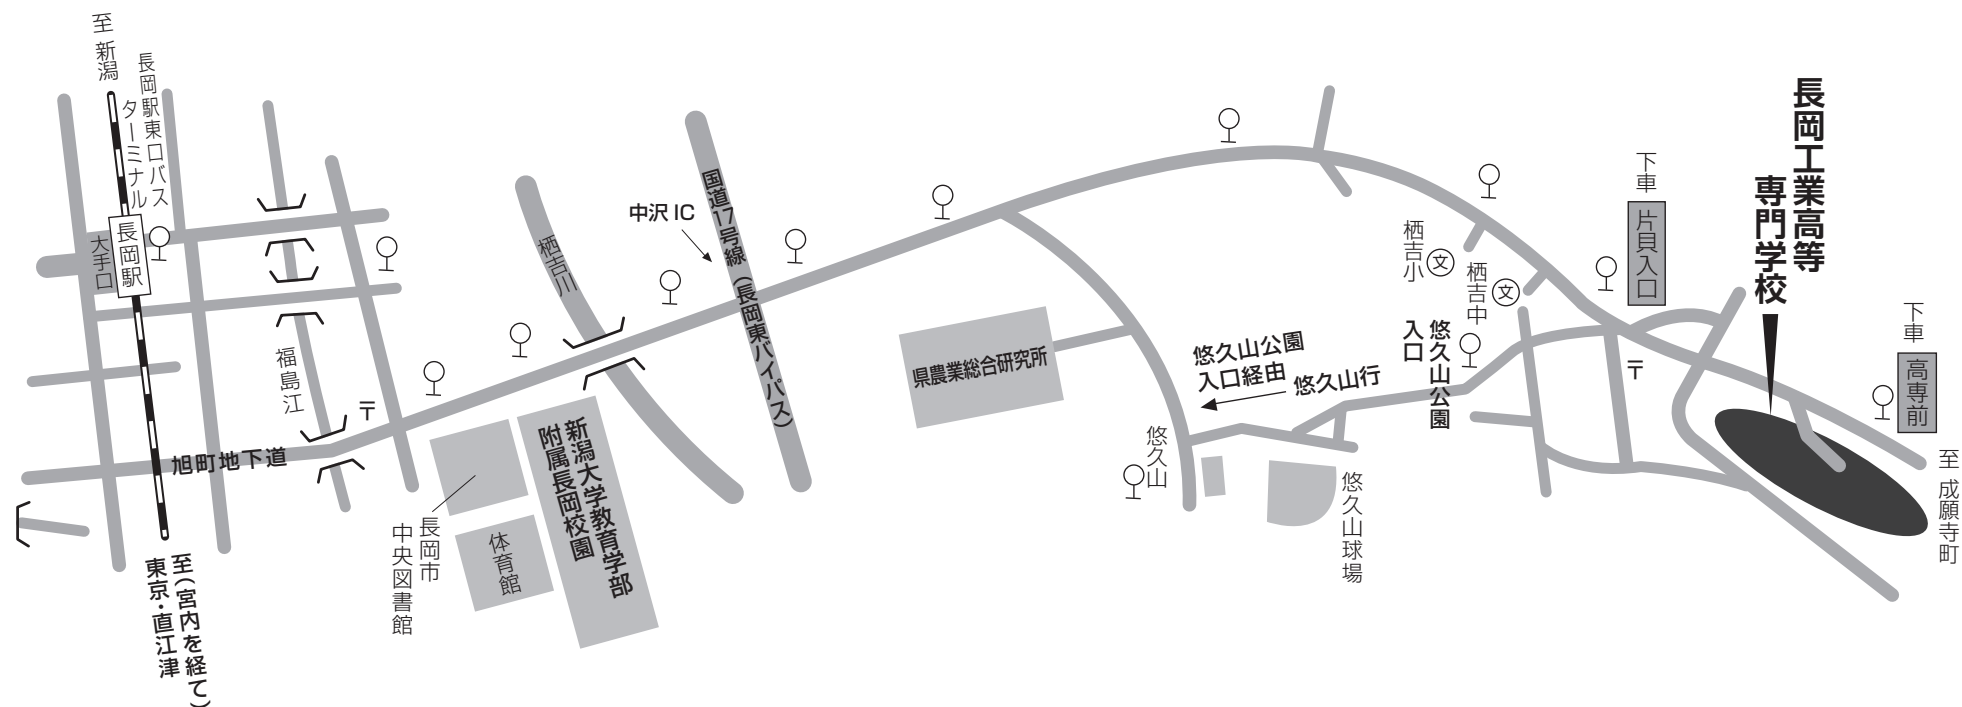 至 新潟
長岡駅東口バス
ターミナル
大手口
長岡駅
福島江
〒
旭町地下道
至(宮内を経て)
東京・直江津
長岡市
中央図書館
体育館
新潟大学教育学部
附属長岡校園
栖吉川
中沢 IC
国道17号線(長岡東バイパス)
県農業総合研究所
悠久山公園
入口経由
悠久山行
悠久山
悠久山球場
栖吉小
文
栖吉中
文
悠久山公園
入口
下車
片貝入口
〒
長岡工業高等
専門学校
下車
高専前
至 成願寺町